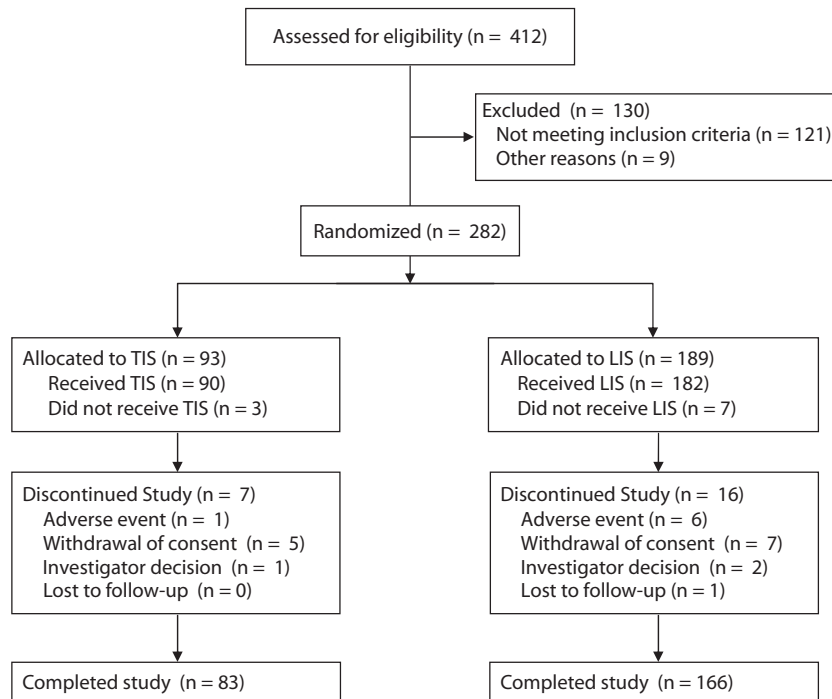 Assessed for eligibility (n = 412)
Excluded (n = 130)
Not meeting inclusion criteria (n = 121)
Other reasons (n = 9)
Randomized (n = 282)
Allocated to TIS (n = 93)
Received TIS (n = 90)
Did not receive TIS (n = 3)
Allocated to LIS (n = 189)
Received LIS (n = 182)
Did not receive LIS (n = 7)
Discontinued Study (n = 7)
Adverse event (n = 1)
Withdrawal of consent (n = 5)
Investigator decision (n = 1)
Lost to follow-up (n = 0)
Discontinued Study (n = 16)
Adverse event (n = 6)
Withdrawal of consent (n = 7)
Investigator decision (n = 2)
Lost to follow-up (n = 1)
Completed study (n = 83)
Completed study (n = 166)